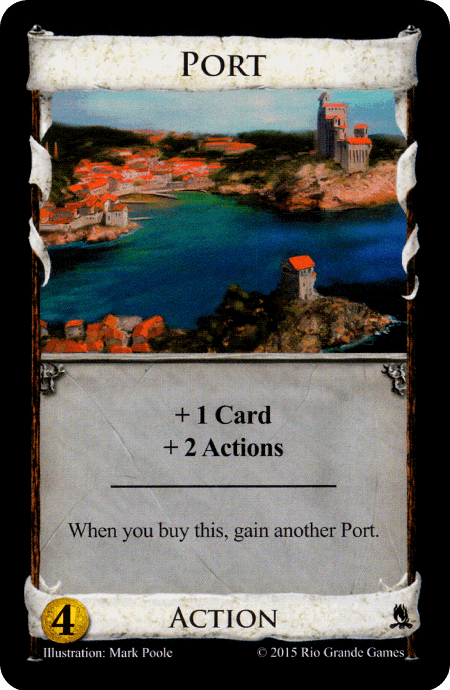 PORT
+ 1 Card
+ 2 Actions
When you buy this, gain another Port.
4
ACTION
Illustration: Mark Poole
© 2015 Rio Grande Games